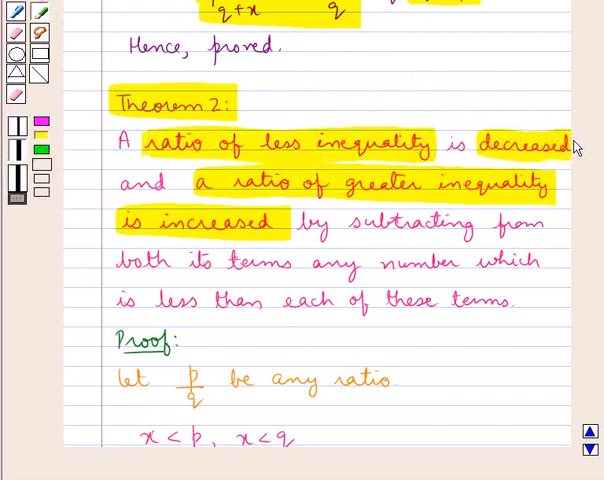 q+x q
Hence, proved.
Theorem 2:
A ratio of less inequality is decreased
and a ratio of greater inequality
is increased by subtracting from
both its terms any number which
is less than each of these terms.
Proof:
Let p/q be any ratio.
x < p, x < q